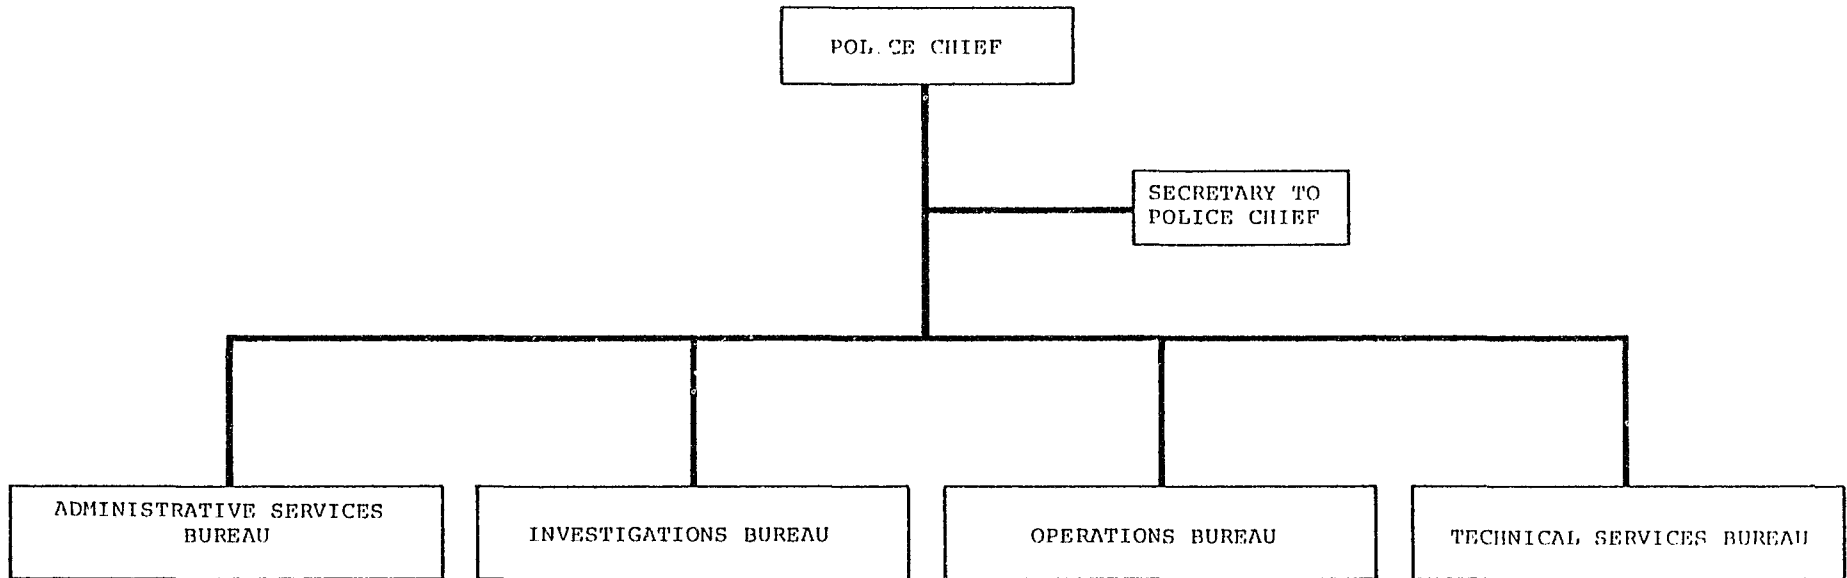 POLICE CHIEF
SECRETARY TO
POLICE CHIEF
ADMINISTRATIVE SERVICES
BUREAU
INVESTIGATIONS BUREAU
OPERATIONS BUREAU
TECHNICAL SERVICES BUREAU